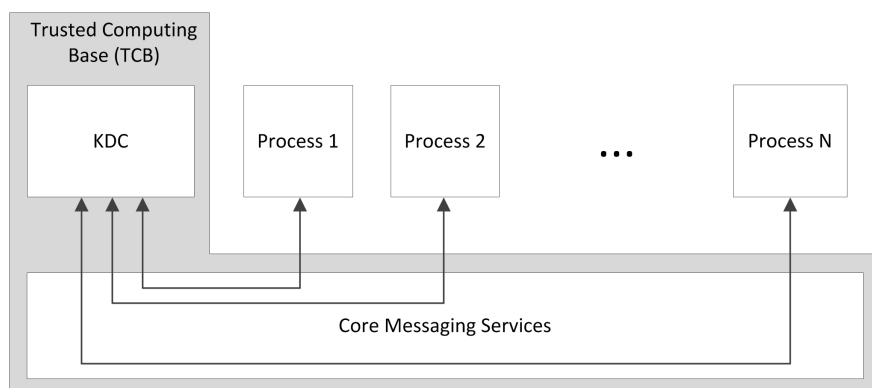 Trusted Computing
Base (TCB)
KDC
Process 1
Process 2
...
Process N
Core Messaging Services